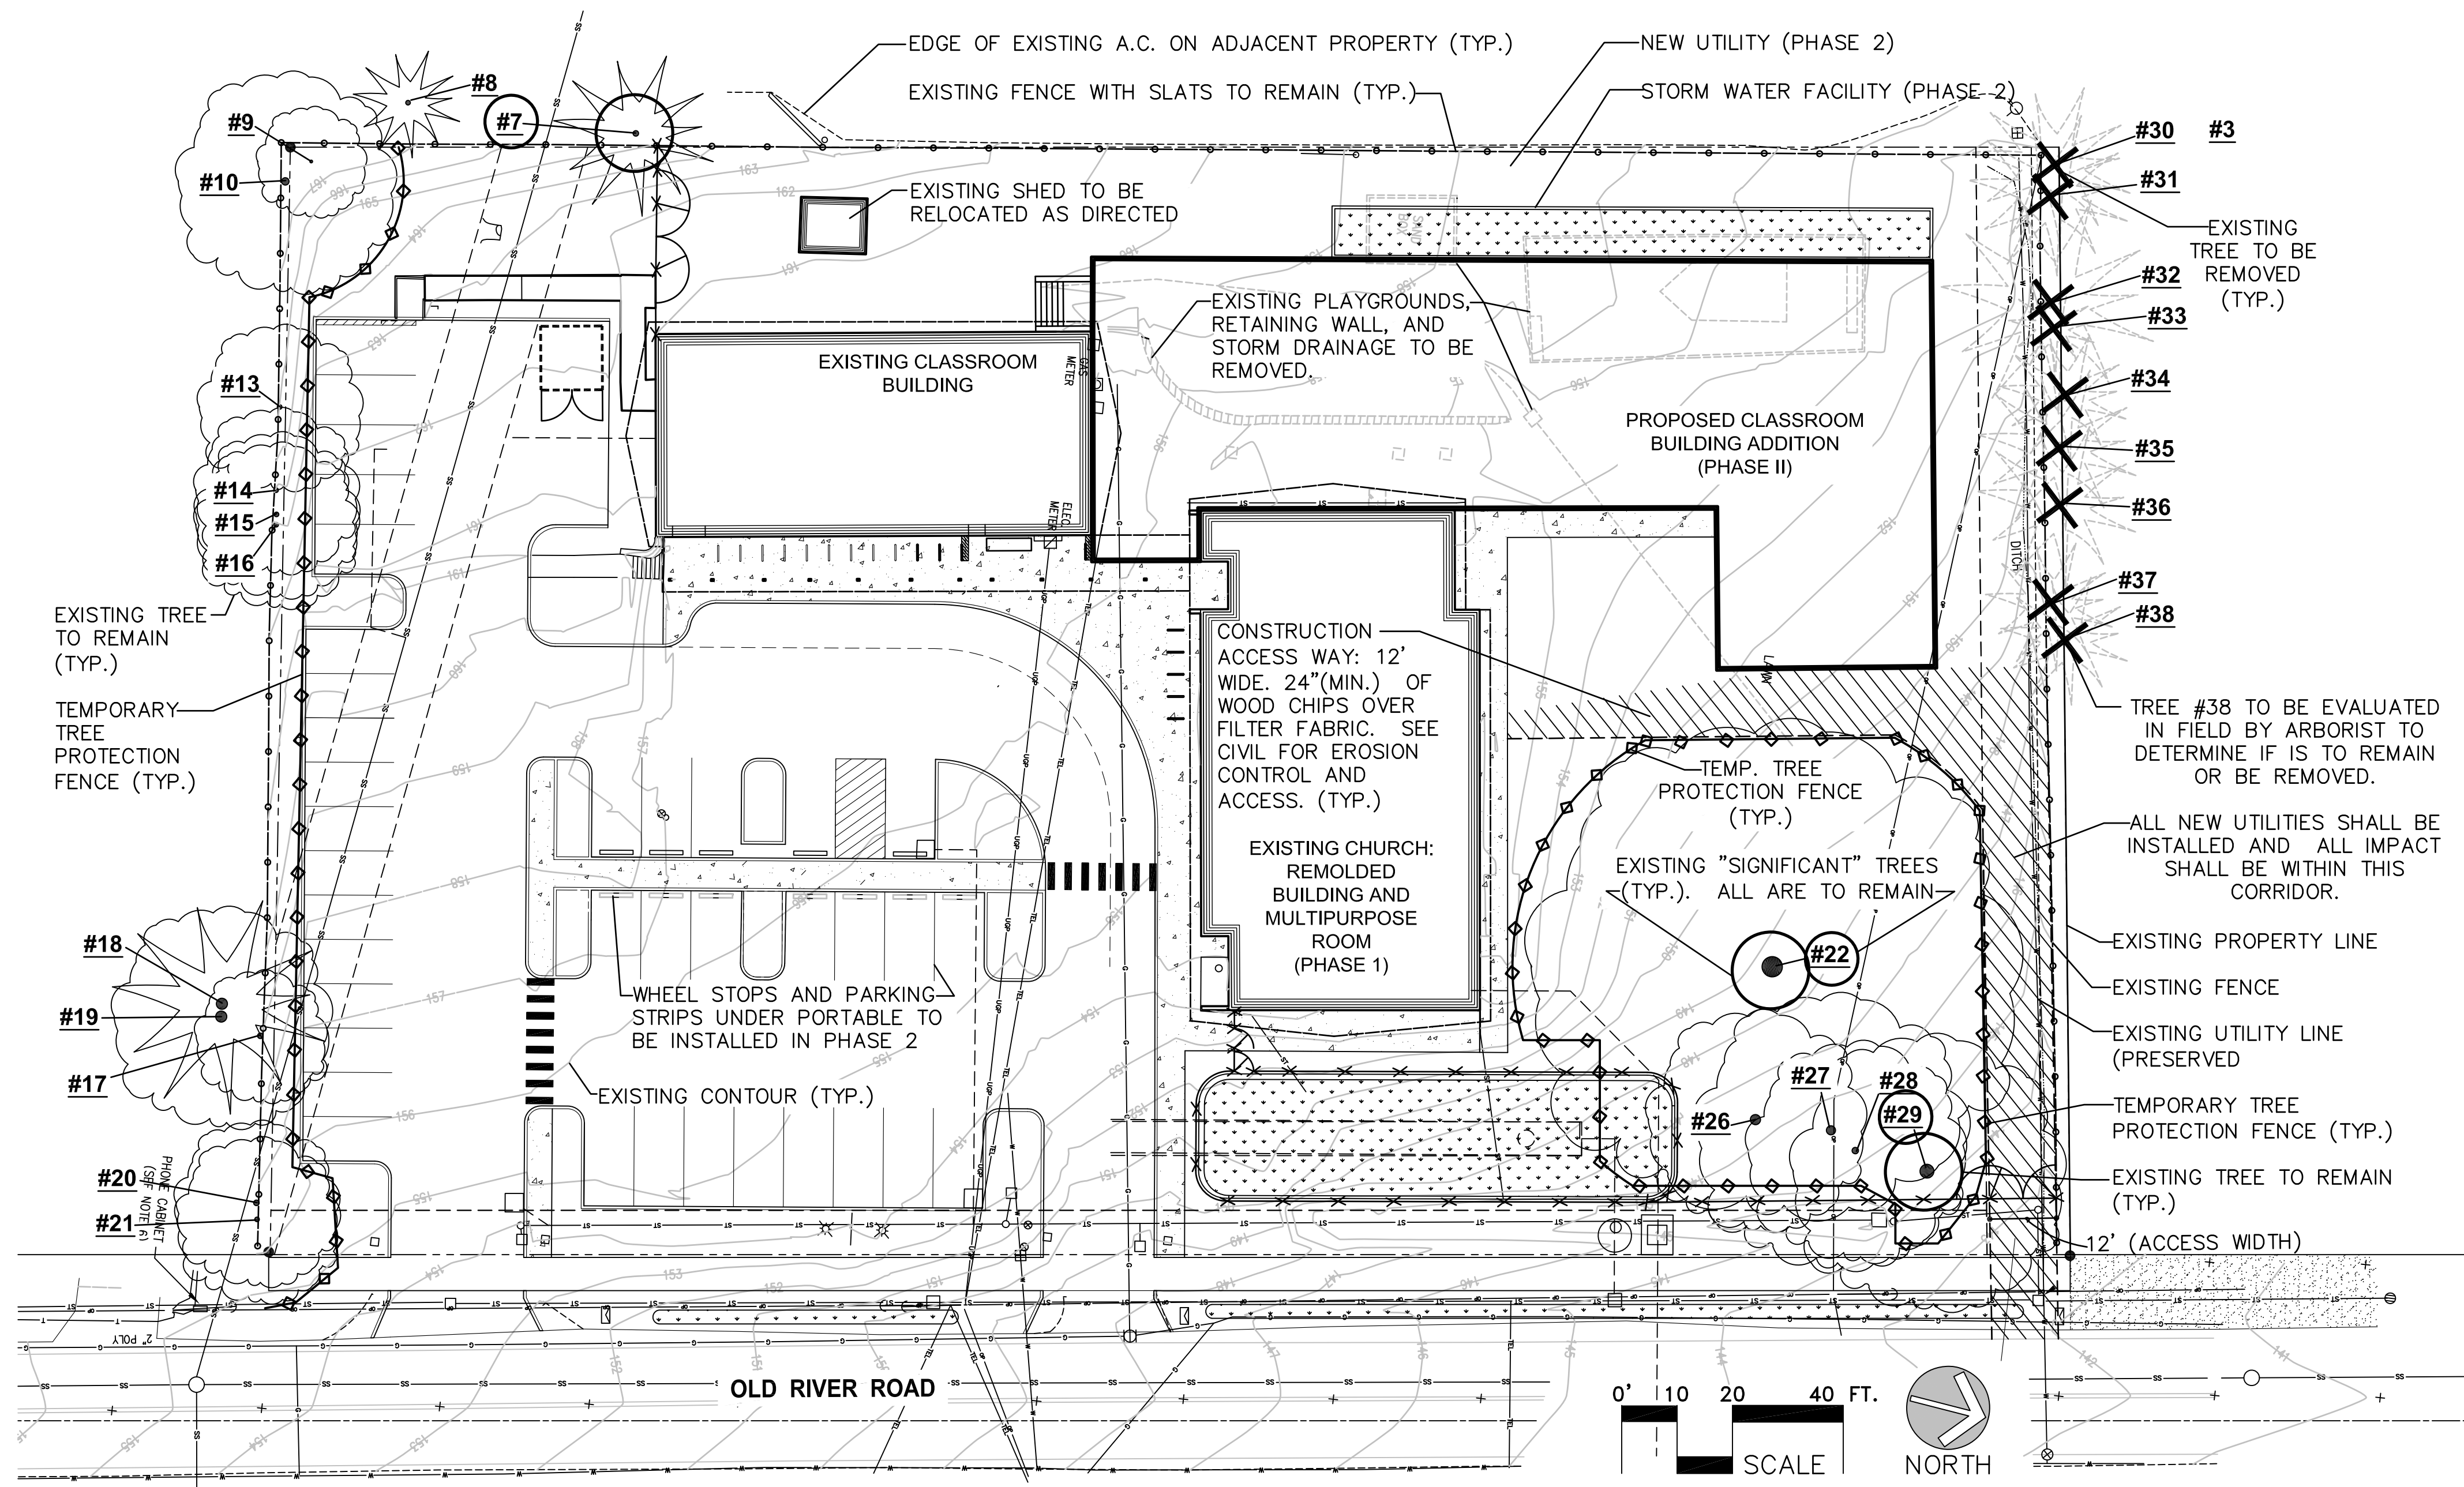 EDGE OF EXISTING A.C. ON ADJACENT PROPERTY (TYP.)
NEW UTILITY (PHASE 2)
EXISTING FENCE WITH SLATS TO REMAIN (TYP.)
STORM WATER FACILITY (PHASE 2)
#8
#9
#7
#10
#30 #3
#31
EXISTING SHED TO BE
RELOCATED AS DIRECTED
EXISTING
TREE TO BE
REMOVED
(TYP.)
#32
#33
#34
#35
#36
#37
#38
DITCH
SAND
BOX
EXISTING PLAYGROUNDS,
RETAINING WALL, AND
STORM DRAINAGE TO BE
REMOVED.
EXISTING CLASSROOM
BUILDING
GAS
METER
ELEC.
METER
PROPOSED CLASSROOM
BUILDING ADDITION
(PHASE II)
#13
#14
#15
#16
EXISTING TREE
TO REMAIN
(TYP.)
TEMPORARY
TREE
PROTECTION
FENCE (TYP.)
CONSTRUCTION
ACCESS WAY: 12'
WIDE. 24"(MIN.) OF
WOOD CHIPS OVER
FILTER FABRIC. SEE
CIVIL FOR EROSION
CONTROL AND
ACCESS. (TYP.)
EXISTING CHURCH:
REMOLDED
BUILDING AND
MULTIPURPOSE
ROOM
(PHASE 1)
LAWN
TEMP. TREE
PROTECTION FENCE
(TYP.)
EXISTING "SIGNIFICANT" TREES
(TYP.). ALL ARE TO REMAIN
#22
TREE #38 TO BE EVALUATED
IN FIELD BY ARBORIST TO
DETERMINE IF IS TO REMAIN
OR BE REMOVED.
ALL NEW UTILITIES SHALL BE
INSTALLED AND ALL IMPACT
SHALL BE WITHIN THIS
CORRIDOR.
EXISTING PROPERTY LINE
EXISTING FENCE
EXISTING UTILITY LINE
(PRESERVED
TEMPORARY TREE
PROTECTION FENCE (TYP.)
EXISTING TREE TO REMAIN
(TYP.)
12' (ACCESS WIDTH)
#18
#19
#17
WHEEL STOPS AND PARKING
STRIPS UNDER PORTABLE TO
BE INSTALLED IN PHASE 2
EXISTING CONTOUR (TYP.)
#27
#28
#26
#29
#20
#21
PHONE CABINET
(SEE NOTE 6)
2" POLY
OLD RIVER ROAD
0' 10 20 40 FT.
SCALE
NORTH